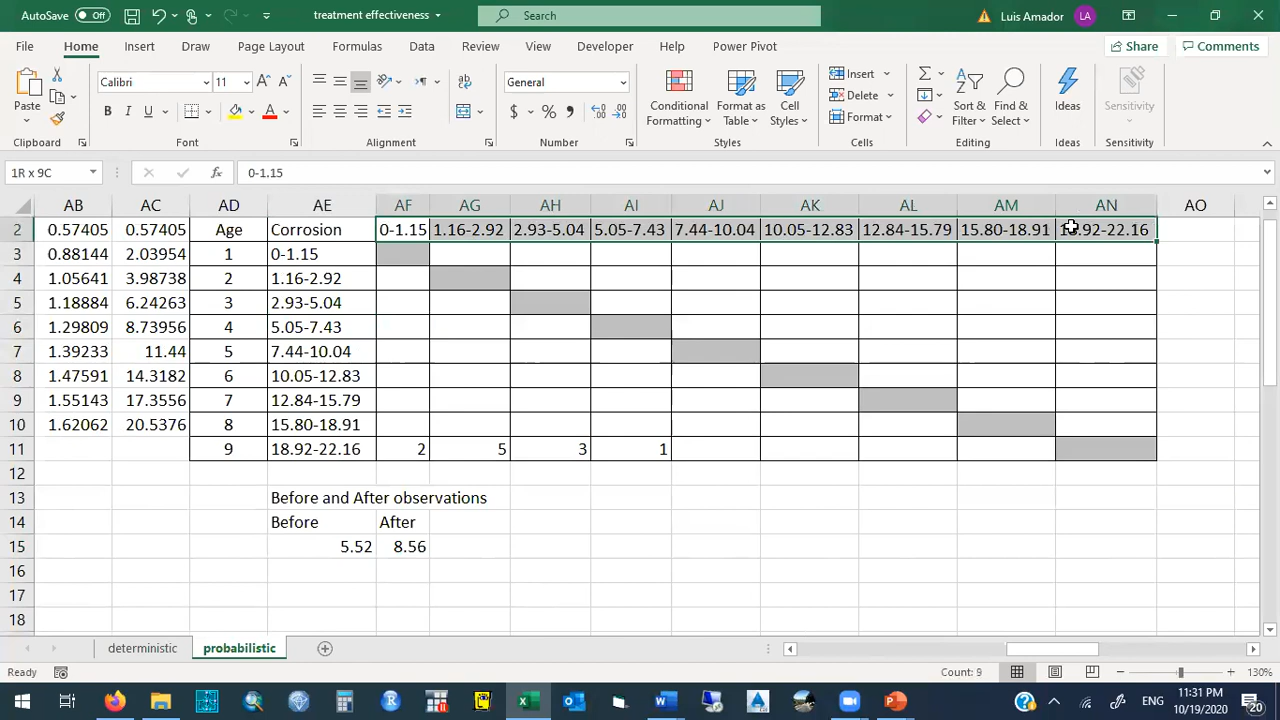 AutoSave Off treatment effectiveness Search Luis Amador LA
File Home Insert Draw Page Layout Formulas Data Review View Developer Help Power Pivot Share Comments
Paste Calibri 11 General Conditional Formatting Format as Table Cell Styles Insert Delete Format Sort & Filter Find & Select Ideas Sensitivity
Clipboard Font Alignment Number Styles Cells Editing Ideas Sensitivity
1R x 9C fx 0-1.15
AB AC AD AE AF AG AH AI AJ AK AL AM AN AO
2 0.57405 0.57405 Age Corrosion 0-1.15 1.16-2.92 2.93-5.04 5.05-7.43 7.44-10.04 10.05-12.83 12.84-15.79 15.80-18.91 18.92-22.16
3 0.88144 2.03954 1 0-1.15
4 1.05641 3.98738 2 1.16-2.92
5 1.18884 6.24263 3 2.93-5.04
6 1.29809 8.73956 4 5.05-7.43
7 1.39233 11.44 5 7.44-10.04
8 1.47591 14.3182 6 10.05-12.83
9 1.55143 17.3556 7 12.84-15.79
10 1.62062 20.5376 8 15.80-18.91
11 9 18.92-22.16 2 5 3 1
12
13 Before and After observations
14 Before After
15 5.52 8.56
16
17
18
deterministic probabilistic
Ready Count: 9 130%
ENG 11:31 PM 10/19/2020 20